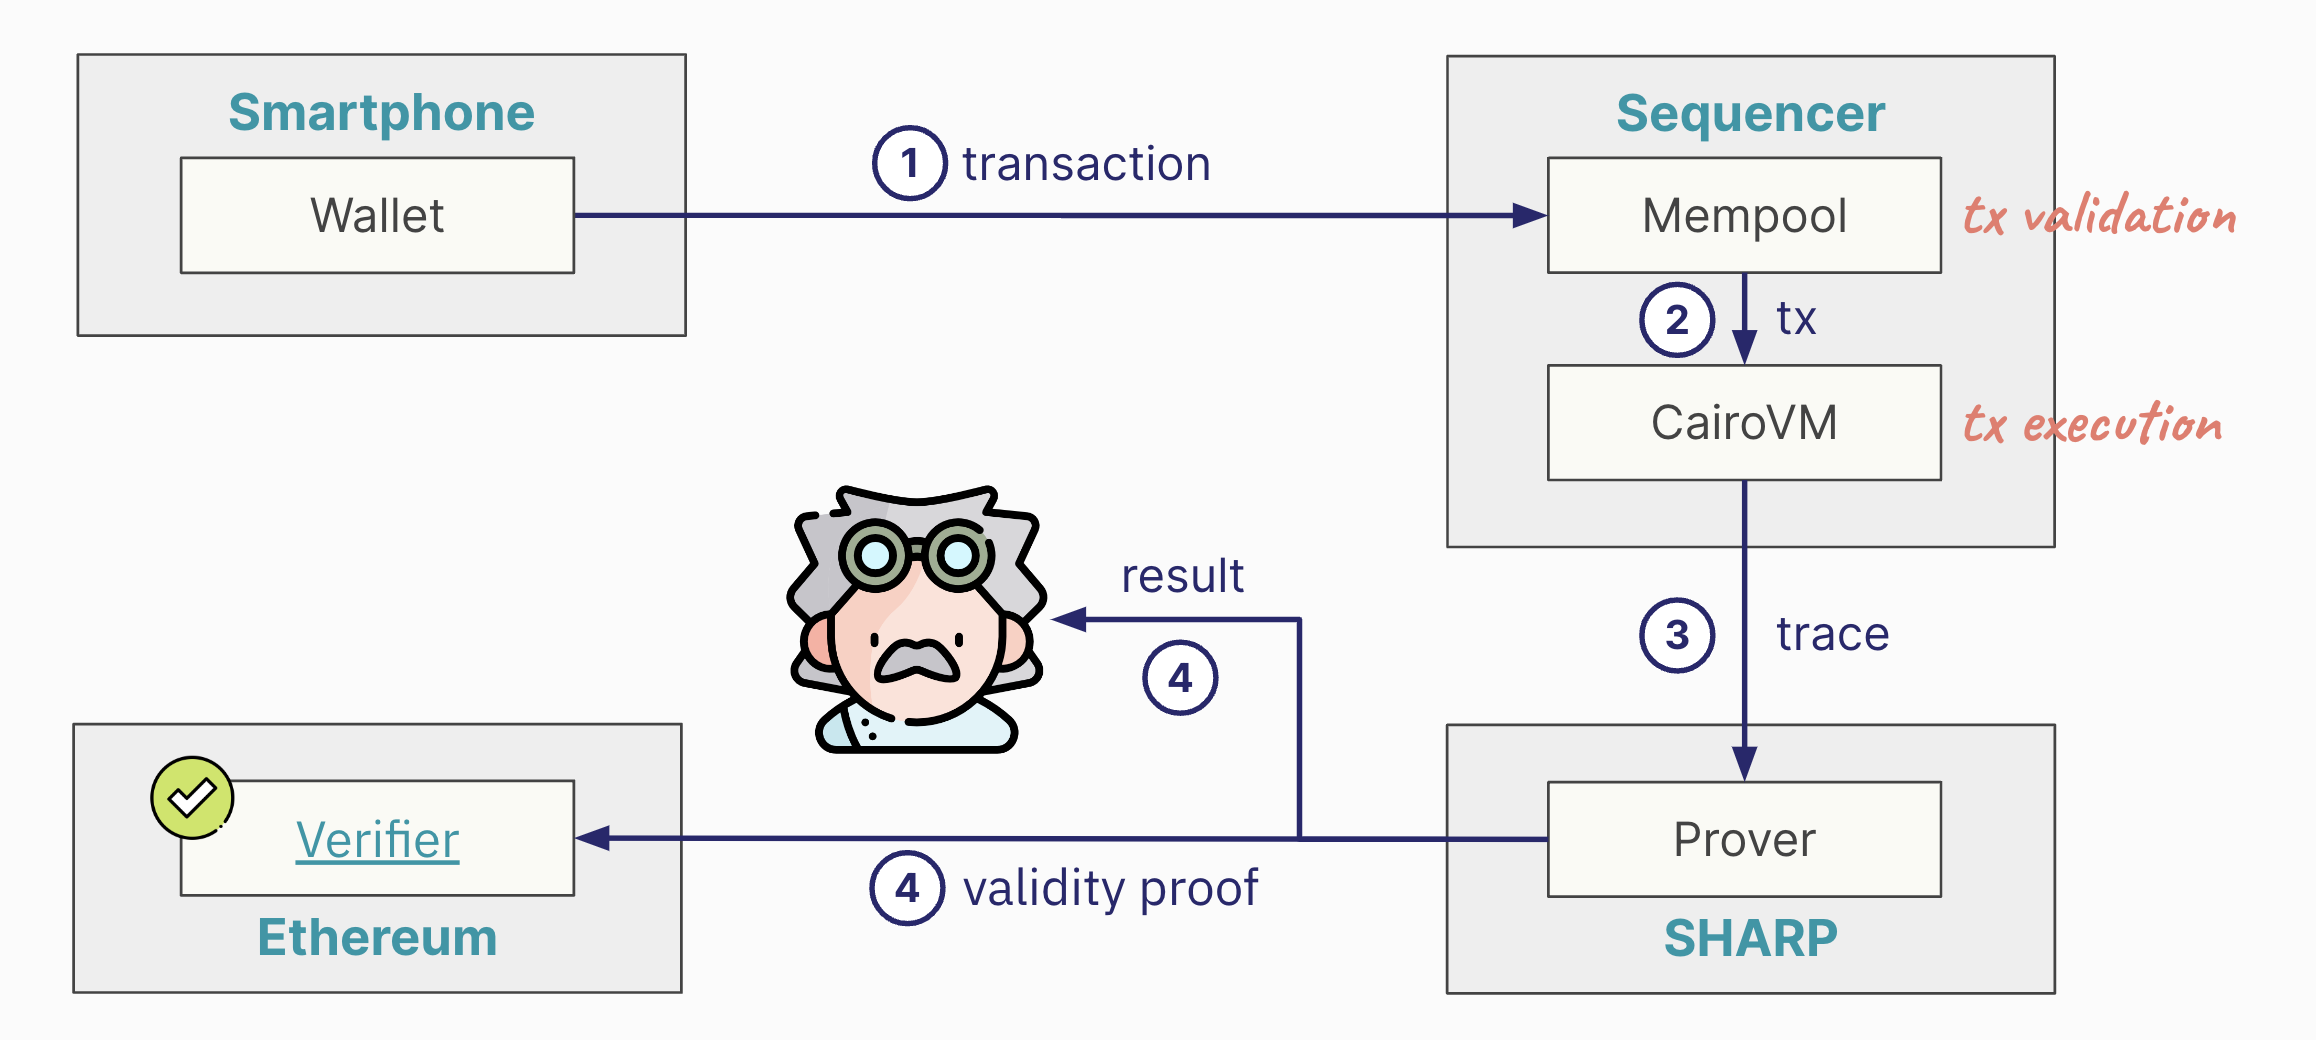 Smartphone
Wallet
1 transaction
Sequencer
Mempool
tx validation
2 tx
CairoVM
tx execution
3 trace
result
4
Verifier
Ethereum
4 validity proof
Prover
SHARP